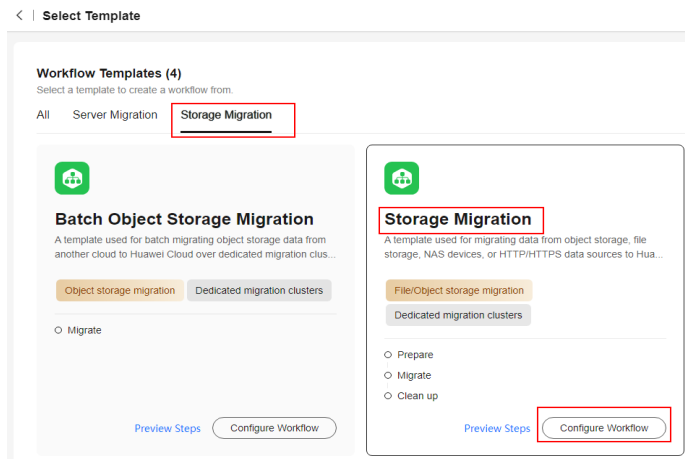 Select Template
Workflow Templates (4)
Select a template to create a workflow from.
All Server Migration Storage Migration
Batch Object Storage Migration
A template used for batch migrating object storage data from
another cloud to Huawei Cloud over dedicated migration clus...
Object storage migration Dedicated migration clusters
Migrate
Preview Steps Configure Workflow
Storage Migration
A template used for migrating data from object storage, file
storage, NAS devices, or HTTP/HTTPS data sources to Hua...
File/Object storage migration
Dedicated migration clusters
Prepare
Migrate
Clean up
Preview Steps Configure Workflow